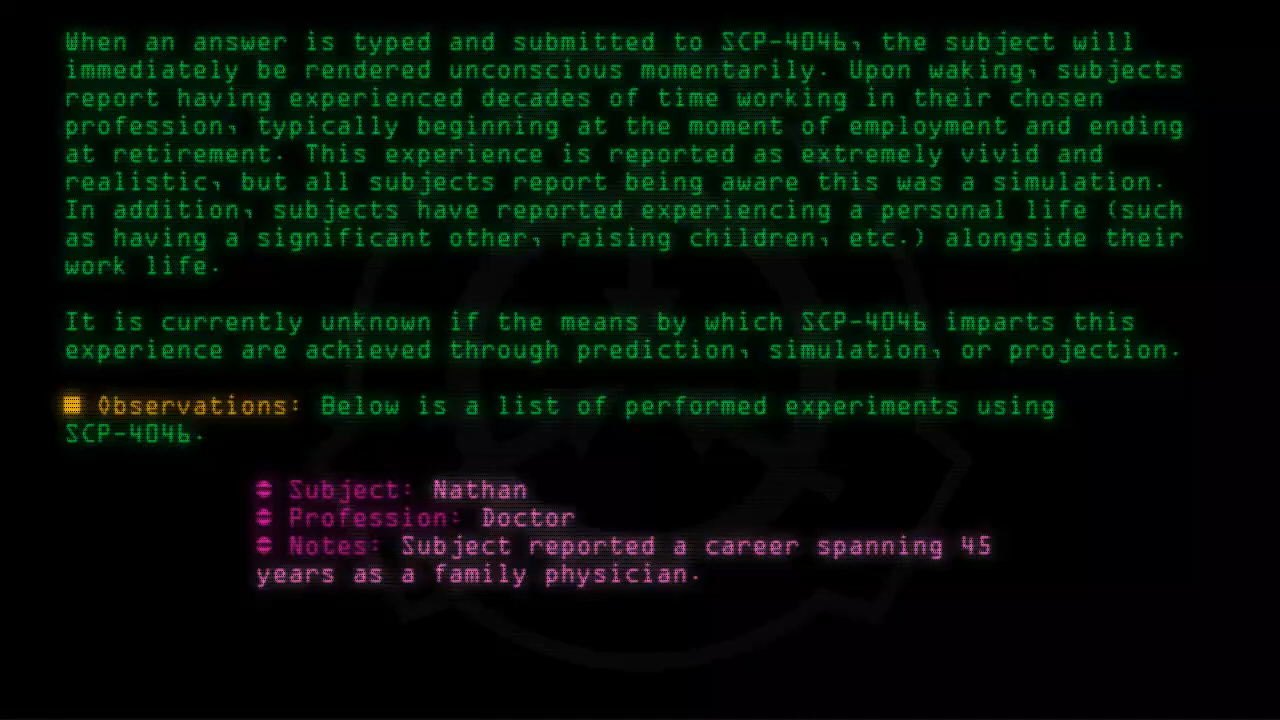 When an answer is typed and submitted to SCP-4046, the subject will
immediately be rendered unconscious momentarily. Upon waking, subjects
report having experienced decades of time working in their chosen
profession, typically beginning at the moment of employment and ending
at retirement. This experience is reported as extremely vivid and
realistic, but all subjects report being aware this was a simulation.
In addition, subjects have reported experiencing a personal life (such
as having a significant other, raising children, etc.) alongside their
work life.
It is currently unknown if the means by which SCP-4046 imparts this
experience are achieved through prediction, simulation, or projection.
Observations: Below is a list of performed experiments using
SCP-4046.
Subject: Nathan
Profession: Doctor
Notes: Subject reported a career spanning 45
years as a family physician.